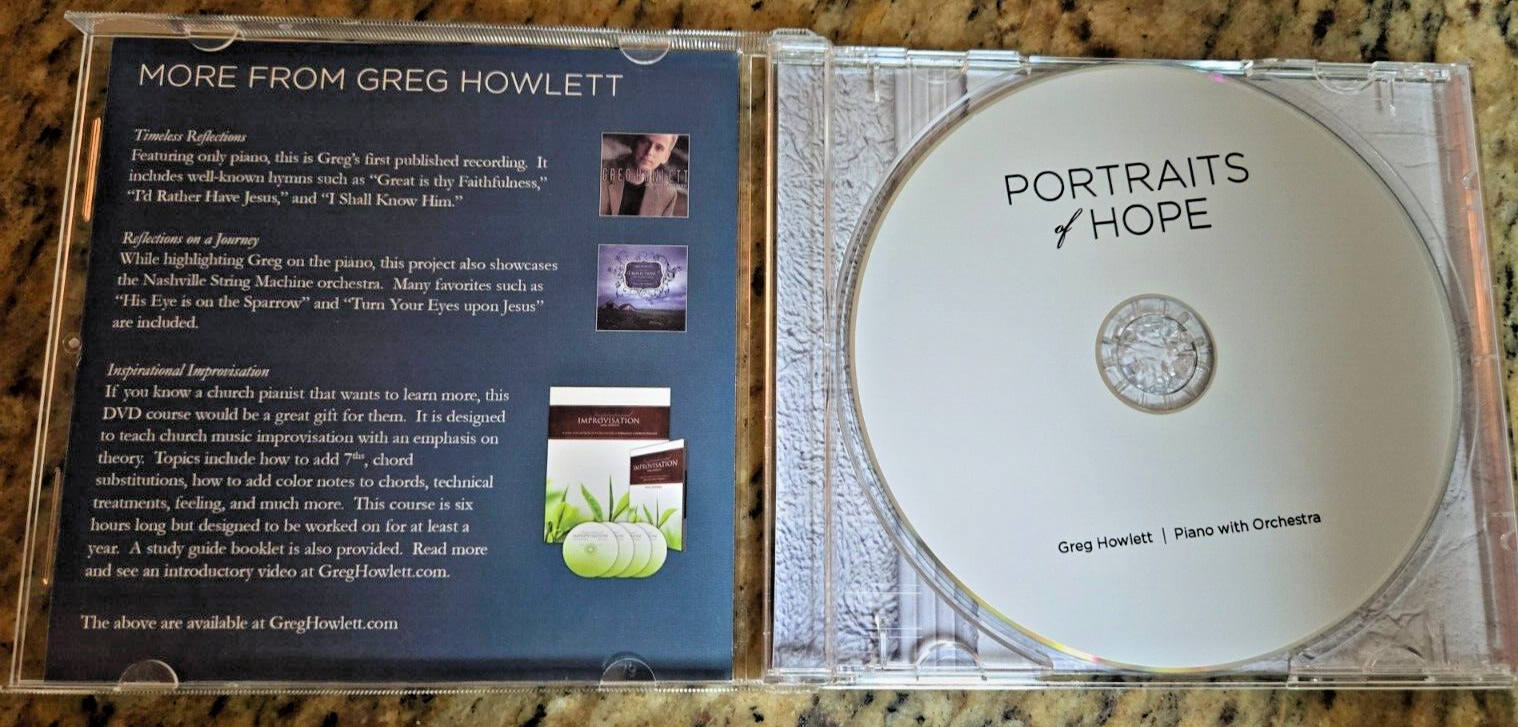 MORE FROM GREG HOWLETT
Timeless Reflections
Featuring only piano, this is Greg's first published recording. It
includes well-known hymns such as "Great is thy Faithfulness,"
"I'd Rather Have Jesus," and "I Shall Know Him."
GREG HOWLETT
Reflections on a Journey
While highlighting Greg on the piano, this project also showcases
the Nashville String Machine orchestra. Many favorites such as
"His Eye is on the Sparrow" and "Turn Your Eyes upon Jesus"
are included.
Inspirational Improvisation
If you know a church pianist that wants to learn more, this
DVD course would be a great gift for them. It is designed
to teach church music improvisation with an emphasis on
theory. Topics include how to add 7ths, chord
substitutions, how to add color notes to chords, technical
treatments, feeling, and much more. This course is six
hours long but designed to be worked on for at least a
year. A study guide booklet is also provided. Read more
and see an introductory video at GregHowlett.com.
IMPROVISATION
IMPROVISATION
The above are available at GregHowlett.com
PORTRAITS
of HOPE
Greg Howlett | Piano with Orchestra